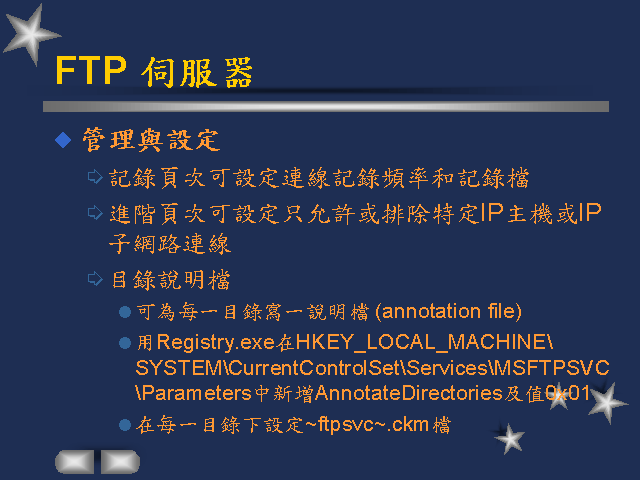 FTP 伺服器
管理與設定
記錄頁次可設定連線記錄頻率和記錄檔
進階頁次可設定只允許或排除特定IP主機或IP
子網路連線
目錄說明檔
可為每一目錄寫一說明檔 (annotation file)
用Registry.exe在HKEY_LOCAL_MACHINE\
SYSTEM\CurrentControlSet\Services\MSFTPSVC
\Parameters中新增AnnotateDirectories及值0x01
在每一目錄下設定~ftpsvc~.ckm檔